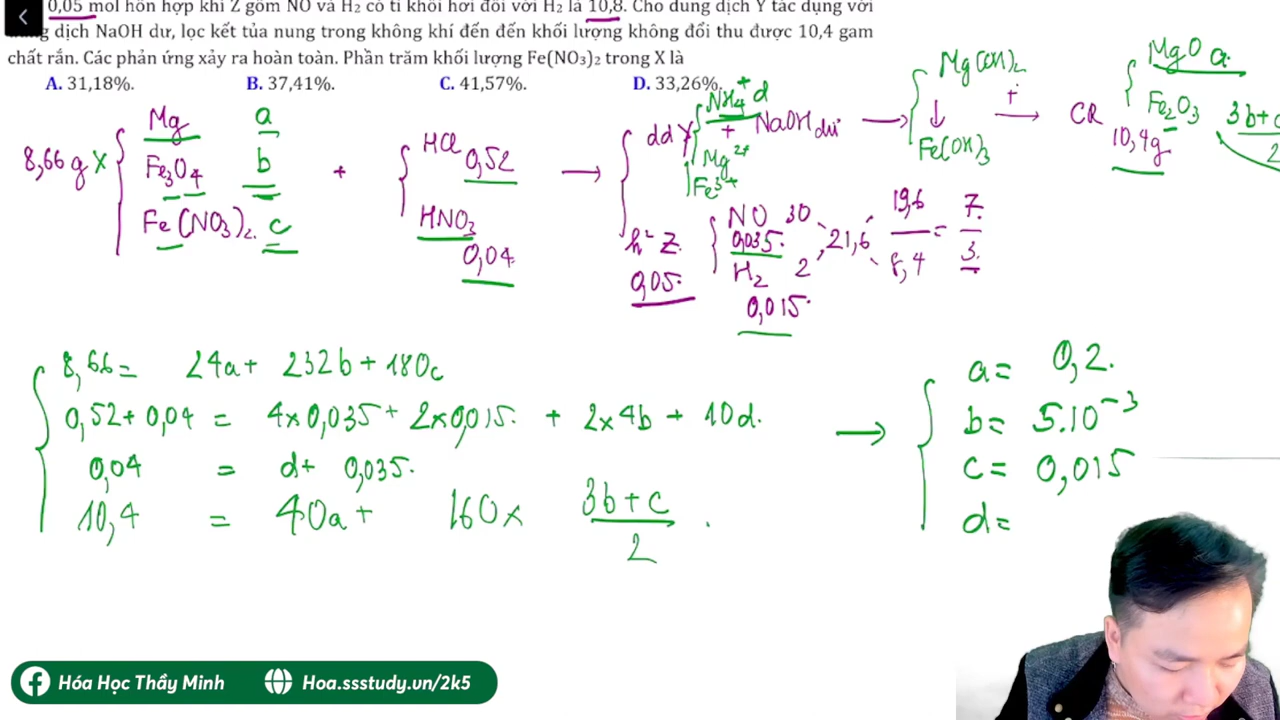 0,05 mol hỗn hợp khí Z gồm NO và H₂ có tỉ khối hơi đối với H₂ là 10,8. Cho dung dịch Y tác dụng với
dịch NaOH dư, lọc kết tủa nung trong không khí đến đến khối lượng không đổi thu được 10,4 gam
chất rắn. Các phản ứng xảy ra hoàn toàn. Phần trăm khối lượng Fe(NO₃)₂ trong X là
A. 31,18%. B. 37,41%. C. 41,57%. D. 33,26%.
8,66 g X { Mg a
Fe₃O₄ b
Fe(NO₃)₂. c
+ { HCl 0,52
HNO₃ 0,04
→ { dd Y { NH₄⁺ d
Mg²⁺
Fe³⁺
+ NaOH dư → { Mg(OH)₂
↓
Fe(OH)₃
→ CR 10,4g { MgO a
Fe₂O₃ 3b+c
2
h² Z 0,05. { NO 30
0,035.
H₂ 2
0,015.
21,6
19,6
8,4
= 7
3
8,66 = 24a + 232b + 180c
0,52 + 0,04 = 4×0,035 + 2×0,015. + 2×4b + 10d.
0,04 = d + 0,035.
10,4 = 40a + 160 × 3b + c
2
→ { a = 0,2.
b = 5.10⁻³
c = 0,015
d =
Hóa Học Thầy Minh
Hoa.ssstudy.vn/2k5